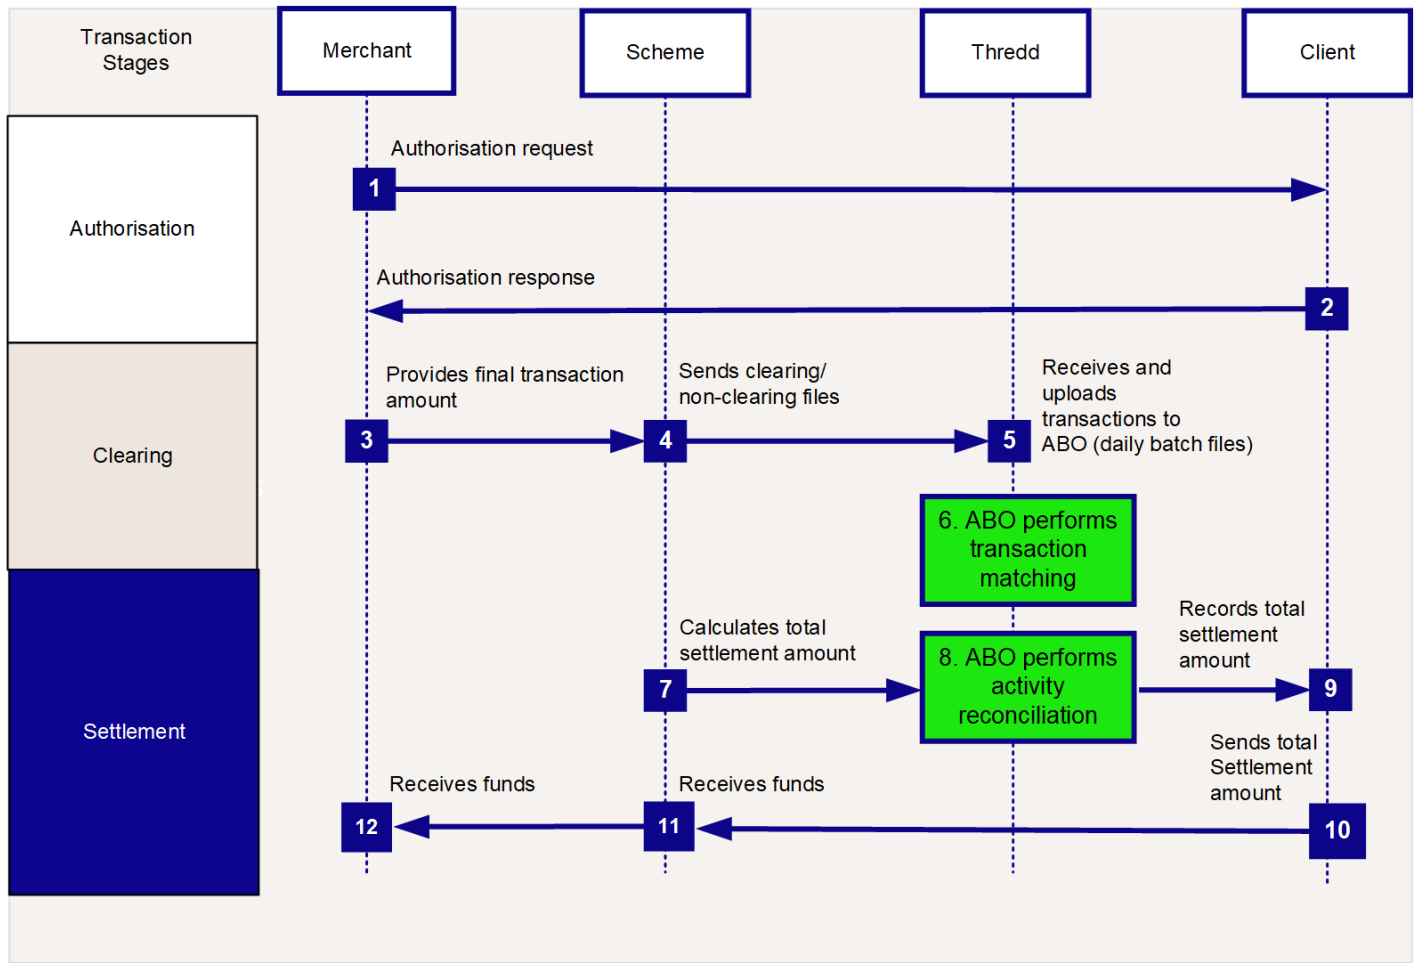 Transaction
Stages
Merchant
Scheme
Thredd
Client
Authorisation
Authorisation request
1
Authorisation response
2
Clearing
Provides final transaction
amount
3
Sends clearing/
non-clearing files
4
Receives and
uploads
transactions to
ABO (daily batch files)
5
6. ABO performs
transaction
matching
Settlement
Calculates total
settlement amount
7
8. ABO performs
activity
reconciliation
Records total
settlement
amount
9
Sends total
Settlement
amount
10
Receives funds
11
Receives funds
12